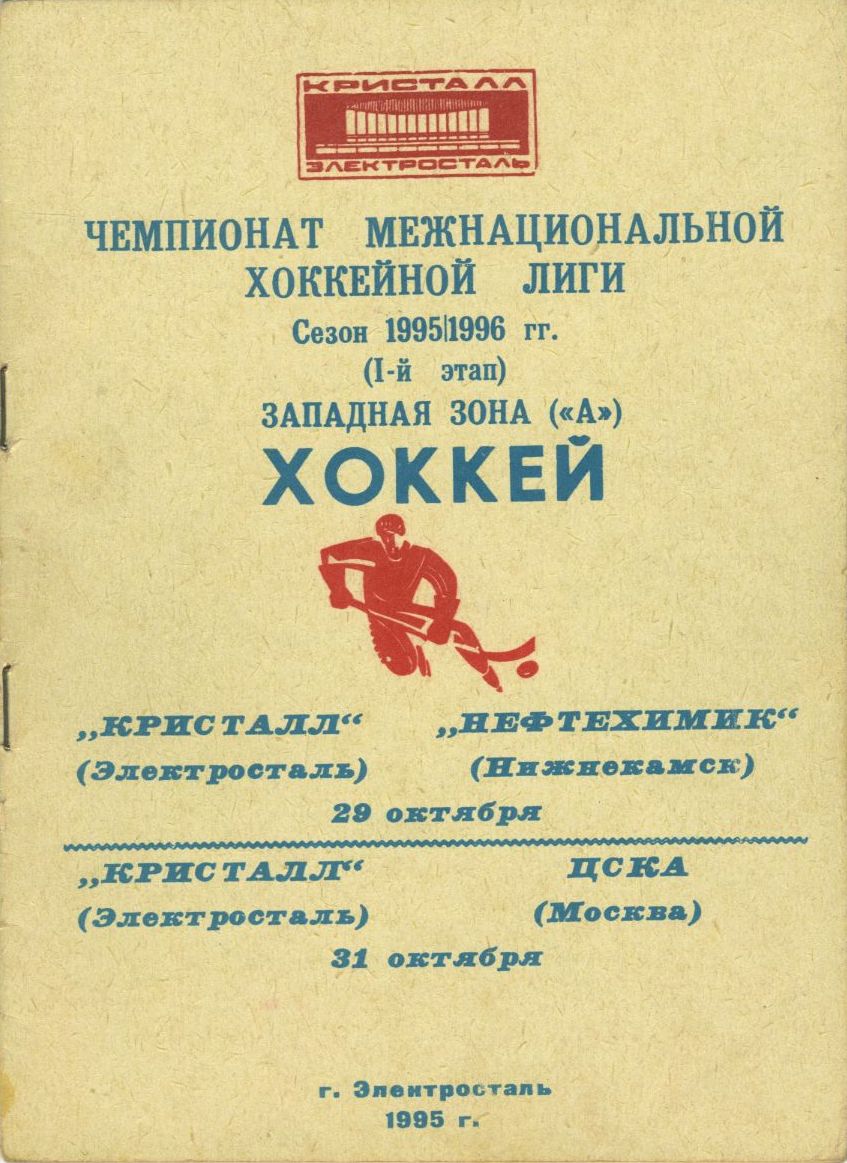 КРИСТАЛЛ
ЭЛЕКТРОСТАЛЬ
ЧЕМПИОНАТ МЕЖНАЦИОНАЛЬНОЙ
ХОККЕЙНОЙ ЛИГИ
Сезон 1995|1996 гг.
(I-й этап)
ЗАПАДНАЯ ЗОНА («А»)
ХОККЕЙ
„КРИСТАЛЛ“ „НЕФТЕХИМИК“
(Электросталь) (Нижнекамск)
29 октября
„КРИСТАЛЛ“ ЦСКА
(Электросталь) (Москва)
31 октября
г. Электросталь
1995 г.